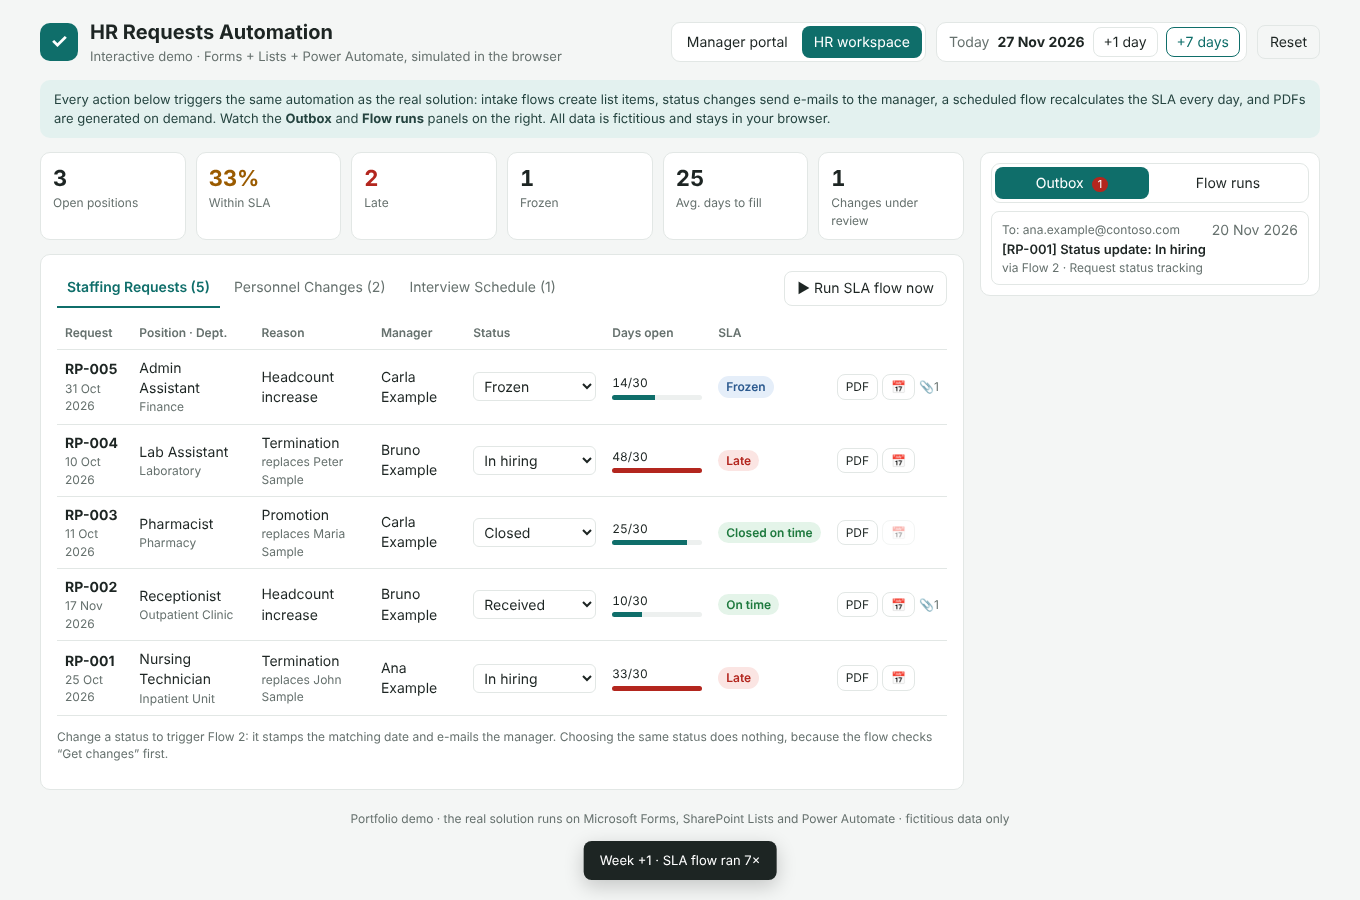 HR Requests Automation
Interactive demo · Forms + Lists + Power Automate, simulated in the browser
Manager portal
HR workspace
Today 27 Nov 2026
+1 day
+7 days
Reset
Every action below triggers the same automation as the real solution: intake flows create list items, status changes send e-mails to the manager, a scheduled flow recalculates the SLA every day, and PDFs
are generated on demand. Watch the Outbox and Flow runs panels on the right. All data is fictitious and stays in your browser.
3
Open positions
33%
Within SLA
2
Late
1
Frozen
25
Avg. days to fill
1
Changes under
review
Outbox 1
Flow runs
To: ana.example@contoso.com 20 Nov 2026
[RP-001] Status update: In hiring
via Flow 2 · Request status tracking
Staffing Requests (5)
Personnel Changes (2)
Interview Schedule (1)
▶ Run SLA flow now
Request Position · Dept. Reason Manager Status Days open SLA
RP-005
31 Oct
2026
Admin
Assistant
Finance
Headcount
increase
Carla
Example
Frozen
14/30
Frozen
PDF
1
RP-004
10 Oct
2026
Lab Assistant
Laboratory
Termination
replaces Peter
Sample
Bruno
Example
In hiring
48/30
Late
PDF
RP-003
11 Oct
2026
Pharmacist
Pharmacy
Promotion
replaces Maria
Sample
Carla
Example
Closed
25/30
Closed on time
PDF
RP-002
17 Nov
2026
Receptionist
Outpatient Clinic
Headcount
increase
Bruno
Example
Received
10/30
On time
PDF
1
RP-001
25 Oct
2026
Nursing
Technician
Inpatient Unit
Termination
replaces John
Sample
Ana
Example
In hiring
33/30
Late
PDF
Change a status to trigger Flow 2: it stamps the matching date and e-mails the manager. Choosing the same status does nothing, because the flow checks
“Get changes” first.
Portfolio demo · the real solution runs on Microsoft Forms, SharePoint Lists and Power Automate · fictitious data only
Week +1 · SLA flow ran 7×